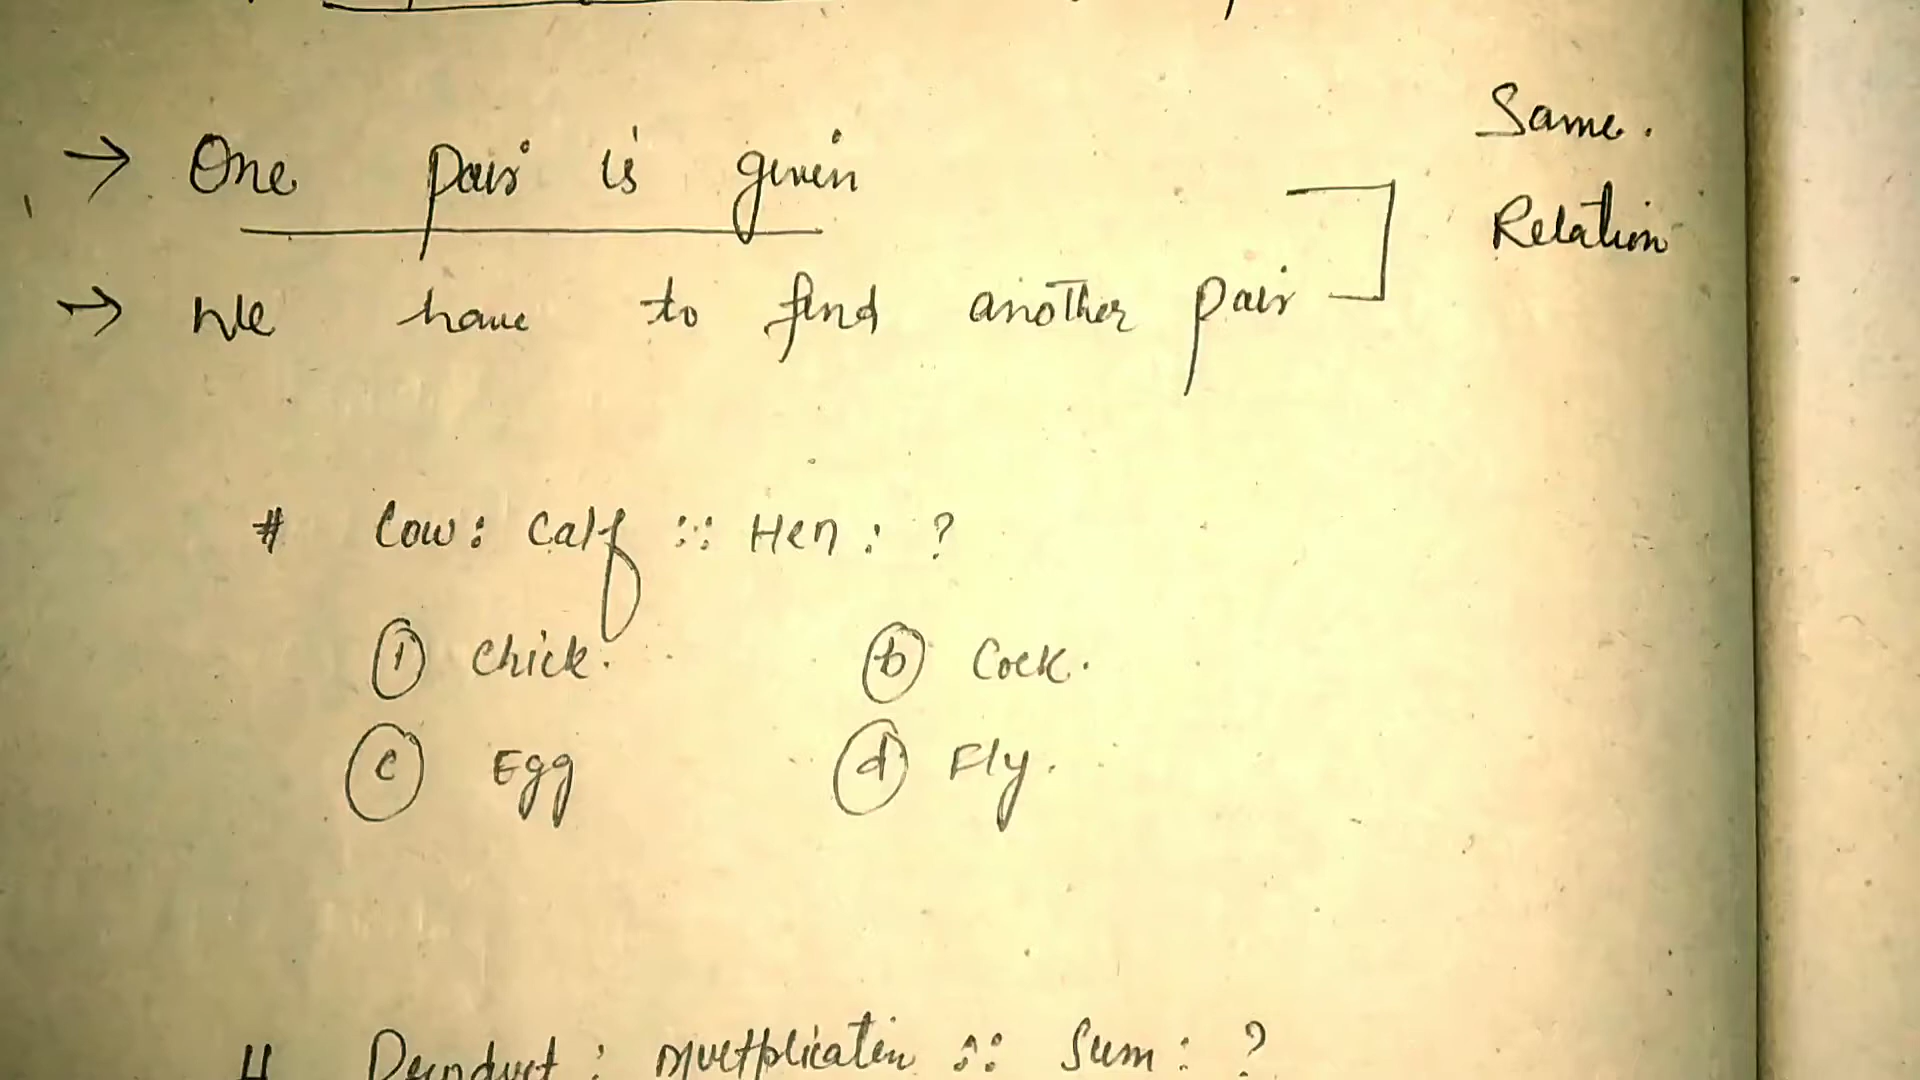 → One pair is given
→ We have to find another pair
Same.
Relation
# Cow : Calf :: Hen : ?
1 Chick.
b Cock.
c Egg
d Fly.
# Product : Multplication :: Sum : ?